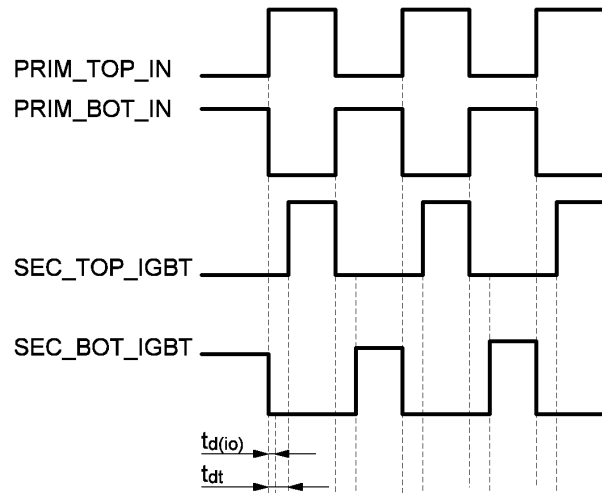 PRIM_TOP_IN
PRIM_BOT_IN
SEC_TOP_IGBT
SEC_BOT_IGBT
td(io)
tdt